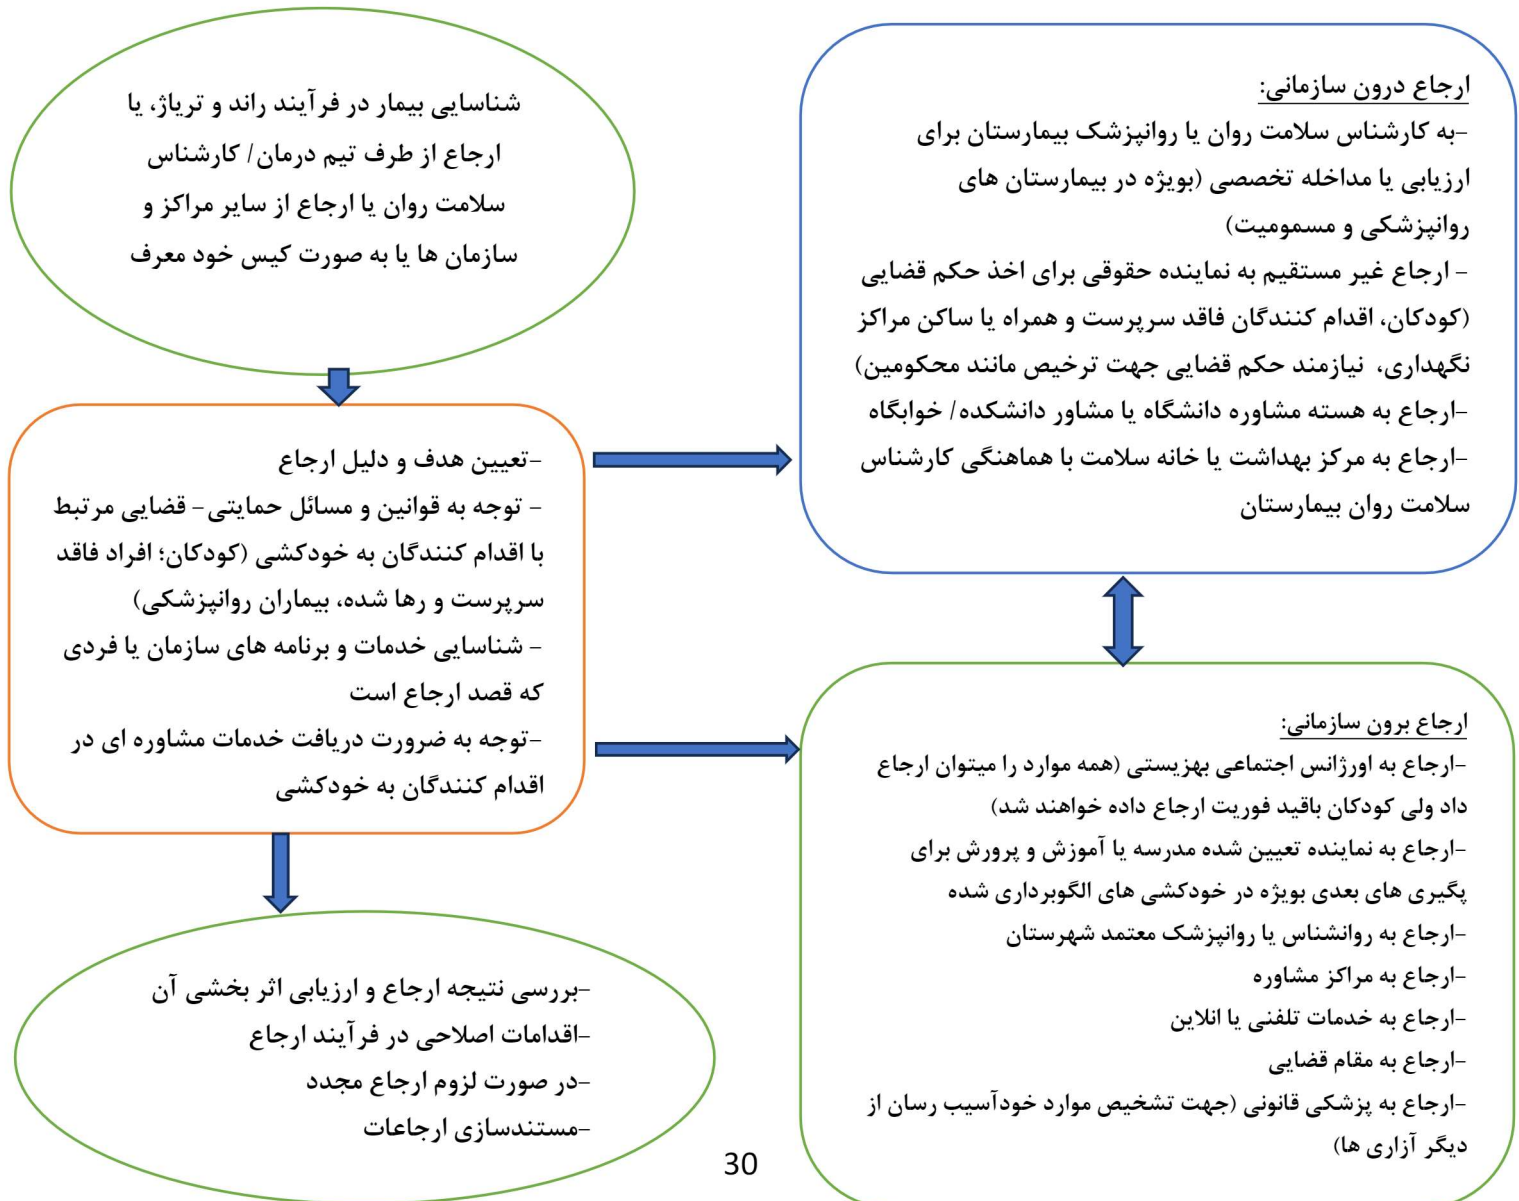 شناسایی بیمار در فرآیند راند و تریاژ، یا
ارجاع از طرف تیم درمان/ کارشناس
سلامت روان یا ارجاع از سایر مراکز و
سازمان ها یا به صورت کیس خود معرف
-تعیین هدف و دلیل ارجاع
- توجه به قوانین و مسائل حمایتی- قضایی مرتبط
با اقدام کنندگان به خودکشی (کودکان؛ افراد فاقد
سرپرست و رها شده، بیماران روانپزشکی)
- شناسایی خدمات و برنامه های سازمان یا فردی
که قصد ارجاع است
-توجه به ضرورت دریافت خدمات مشاوره ای در
اقدام کنندگان به خودکشی
ارجاع درون سازمانی:
-به کارشناس سلامت روان یا روانپزشک بیمارستان برای
ارزیابی یا مداخله تخصصی (بویژه در بیمارستان های
روانپزشکی و مسمومیت)
- ارجاع غیر مستقیم به نماینده حقوقی برای اخذ حکم قضایی
(کودکان، اقدام کنندگان فاقد سرپرست و همراه یا ساکن مراکز
نگهداری، نیازمند حکم قضایی جهت ترخیص مانند محکومین)
-ارجاع به هسته مشاوره دانشگاه یا مشاور دانشکده/ خوابگاه
-ارجاع به مرکز بهداشت یا خانه سلامت با هماهنگی کارشناس
سلامت روان بیمارستان
ارجاع برون سازمانی:
-ارجاع به اورژانس اجتماعی بهزیستی (همه موارد را میتوان ارجاع
داد ولی کودکان باقید فوریت ارجاع داده خواهند شد)
-ارجاع به نماینده تعیین شده مدرسه یا آموزش و پرورش برای
پگیری های بعدی بویژه در خودکشی های الگوبرداری شده
-ارجاع به روانشناس یا روانپزشک معتمد شهرستان
-ارجاع به مراکز مشاوره
-ارجاع به خدمات تلفنی یا انلاین
-ارجاع به مقام قضایی
-ارجاع به پزشکی قانونی (جهت تشخیص موارد خودآسیب رسان از
دیگر آزاری ها)
-بررسی نتیجه ارجاع و ارزیابی اثر بخشی آن
-اقدامات اصلاحی در فرآیند ارجاع
-در صورت لزوم ارجاع مجدد
-مستندسازی ارجاعات
30